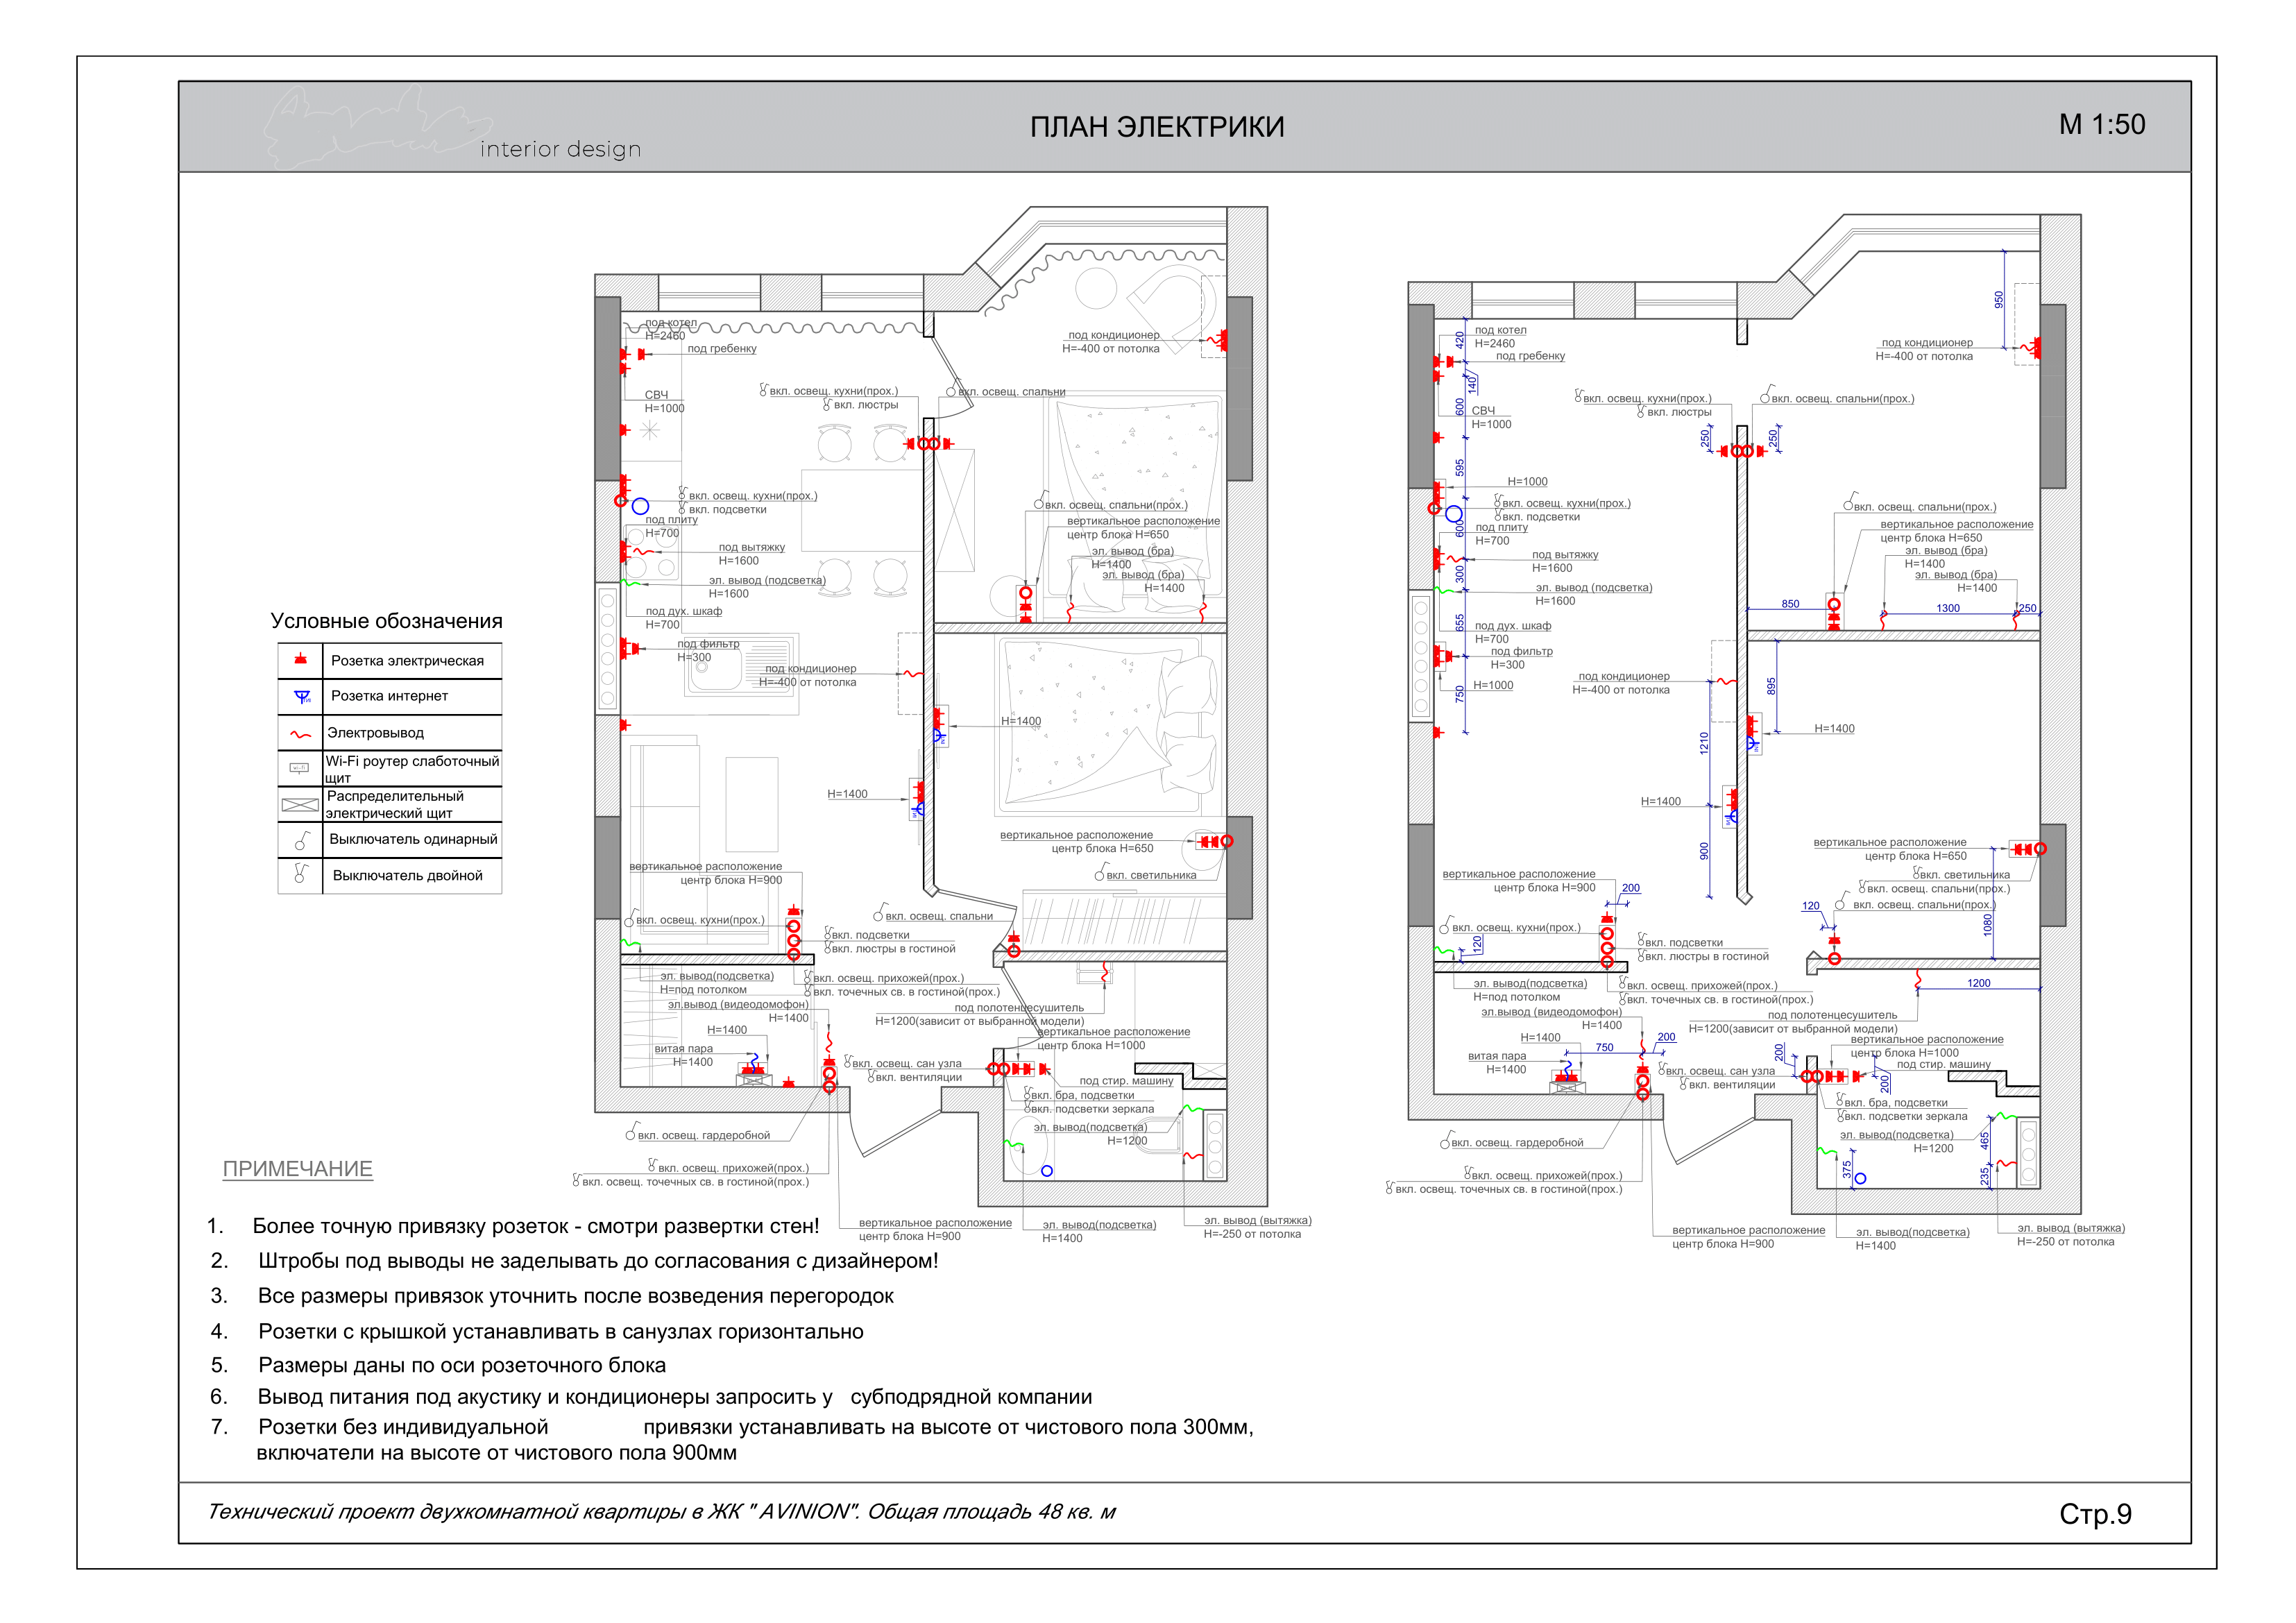 interior design
ПЛАН ЭЛЕКТРИКИ
М 1:50
под котел
H=2460
под гребенку
СВЧ
H=1000
вкл. освещ. кухни(прох.)
вкл. люстры
вкл. освещ. спальни
под кондиционер
H=-400 от потолка
вкл. освещ. кухни(прох.)
вкл. подсветки
под плиту
H=700
под вытяжку
H=1600
эл. вывод (подсветка)
H=1600
под дух. шкаф
H=700
под фильтр
H=300
под кондиционер
H=-400 от потолка
вкл. освещ. спальни(прох.)
вертикальное расположение
центр блока H=650
эл. вывод (бра)
H=1400
эл. вывод (бра)
H=1400
H=1400
H=1400
вертикальное расположение
центр блока H=650
вкл. светильника
вертикальное расположение
центр блока H=900
вкл. освещ. кухни(прох.)
вкл. освещ. спальни
вкл. подсветки
вкл. люстры в гостиной
эл. вывод(подсветка)
H=под потолком
вкл. освещ. прихожей(прох.)
вкл. точечных св. в гостиной(прох.)
эл.вывод (видеодомофон)
H=1400
под полотенцесушитель
H=1200(зависит от выбранной модели)
H=1400
витая пара
H=1400
вертикальное расположение
центр блока H=1000
вкл. освещ. сан узла
вкл. вентиляции
под стир. машину
вкл. бра, подсветки
вкл. подсветки зеркала
эл. вывод(подсветка)
H=1200
вкл. освещ. гардеробной
вкл. освещ. прихожей(прох.)
вкл. освещ. точечных св. в гостиной(прох.)
вертикальное расположение
центр блока H=900
эл. вывод(подсветка)
H=1400
эл. вывод (вытяжка)
H=-250 от потолка
под котел
H=2460
под гребенку
СВЧ
H=1000
420
140
600
595
600
300
655
750
вкл. освещ. кухни(прох.)
вкл. люстры
вкл. освещ. спальни(прох.)
250
250
950
под кондиционер
H=-400 от потолка
H=1000
вкл. освещ. кухни(прох.)
вкл. подсветки
под плиту
H=700
под вытяжку
H=1600
эл. вывод (подсветка)
H=1600
под дух. шкаф
H=700
под фильтр
H=300
H=1000
под кондиционер
H=-400 от потолка
вкл. освещ. спальни(прох.)
вертикальное расположение
центр блока H=650
эл. вывод (бра)
H=1400
эл. вывод (бра)
H=1400
850
1300
250
895
1210
900
H=1400
H=1400
вертикальное расположение
центр блока H=650
вкл. светильника
вкл. освещ. спальни(прох.)
вкл. освещ. спальни(прох.)
120
1080
вертикальное расположение
центр блока H=900
200
вкл. освещ. кухни(прох.)
120
вкл. подсветки
вкл. люстры в гостиной
эл. вывод(подсветка)
H=под потолком
вкл. освещ. прихожей(прох.)
вкл. точечных св. в гостиной(прох.)
1200
эл.вывод (видеодомофон)
H=1400
под полотенцесушитель
H=1200(зависит от выбранной модели)
H=1400
витая пара
H=1400
750
200
200
200
вертикальное расположение
центр блока H=1000
под стир. машину
вкл. освещ. сан узла
вкл. вентиляции
вкл. бра, подсветки
вкл. подсветки зеркала
эл. вывод(подсветка)
H=1200
465
375
235
вкл. освещ. гардеробной
вкл. освещ. прихожей(прох.)
вкл. освещ. точечных св. в гостиной(прох.)
вертикальное расположение
центр блока H=900
эл. вывод(подсветка)
H=1400
эл. вывод (вытяжка)
H=-250 от потолка
Условные обозначения
Розетка электрическая
Розетка интернет
Электровывод
wi-fi
Wi-Fi роутер слаботочный
щит
Распределительный
электрический щит
Выключатель одинарный
Выключатель двойной
ПРИМЕЧАНИЕ
1. Более точную привязку розеток - смотри развертки стен!
2. Штробы под выводы не заделывать до согласования с дизайнером!
3. Все размеры привязок уточнить после возведения перегородок
4. Розетки с крышкой устанавливать в санузлах горизонтально
5. Размеры даны по оси розеточного блока
6. Вывод питания под акустику и кондиционеры запросить у субподрядной компании
7. Розетки без индивидуальной привязки устанавливать на высоте от чистового пола 300мм,
включатели на высоте от чистового пола 900мм
Технический проект двухкомнатной квартиры в ЖК " AVINION". Общая площадь 48 кв. м
Стр.9